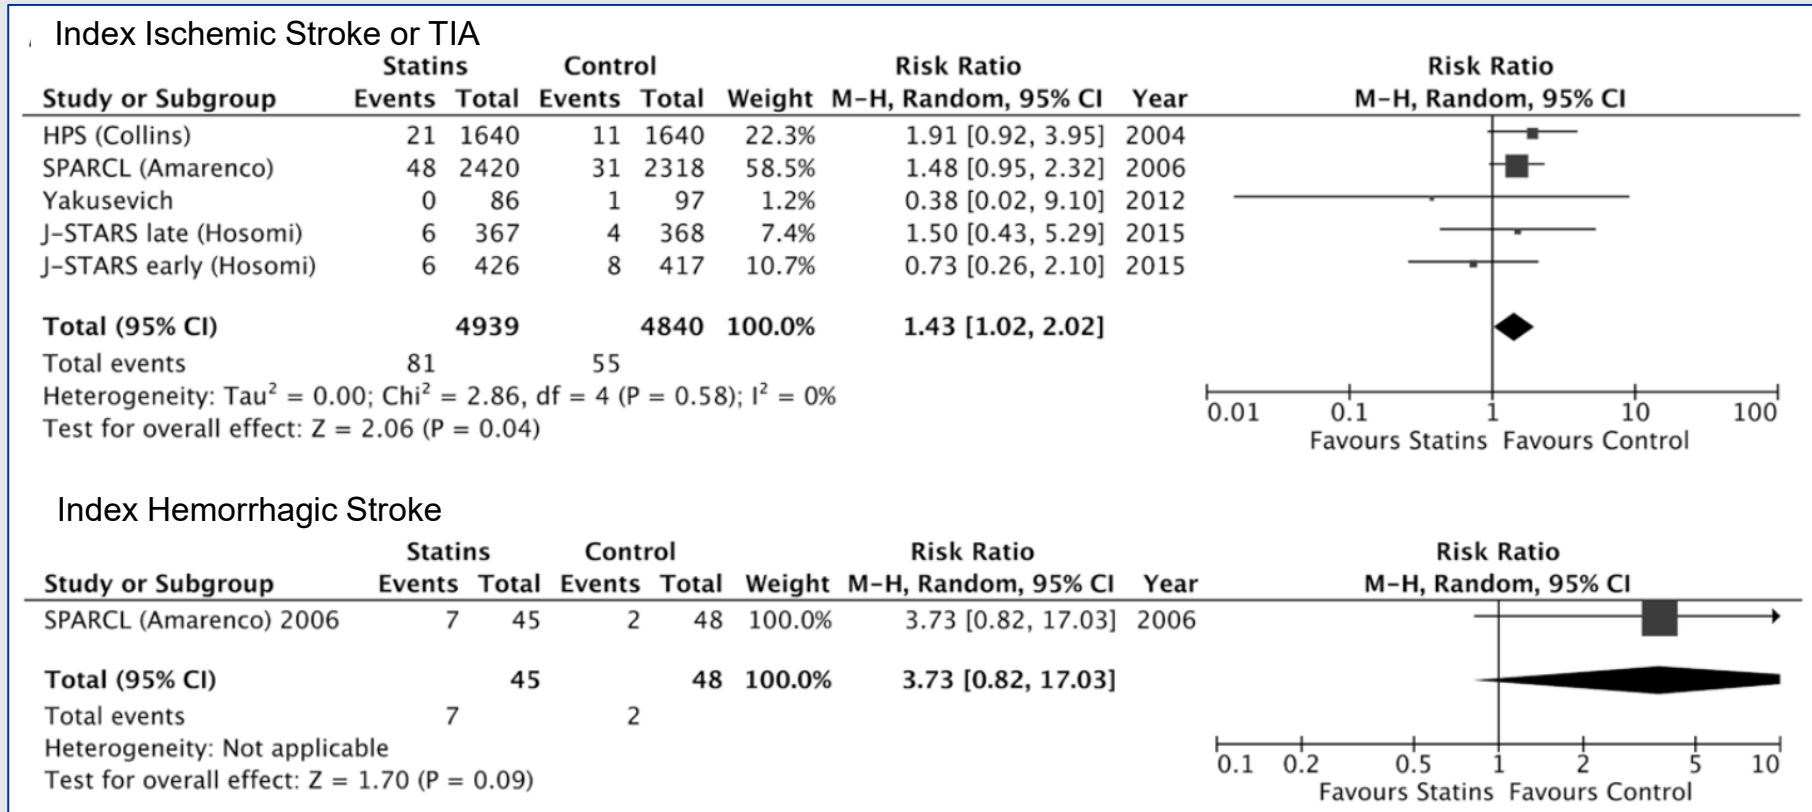 Index Ischemic Stroke or TIA
Statins Control Risk Ratio Risk Ratio
Study or Subgroup Events Total Events Total Weight M-H, Random, 95% CI Year M-H, Random, 95% CI
HPS (Collins) 21 1640 11 1640 22.3% 1.91 [0.92, 3.95] 2004
SPARCL (Amarenco) 48 2420 31 2318 58.5% 1.48 [0.95, 2.32] 2006
Yakusevich 0 86 1 97 1.2% 0.38 [0.02, 9.10] 2012
J-STARS late (Hosomi) 6 367 4 368 7.4% 1.50 [0.43, 5.29] 2015
J-STARS early (Hosomi) 6 426 8 417 10.7% 0.73 [0.26, 2.10] 2015
Total (95% CI) 4939 4840 100.0% 1.43 [1.02, 2.02]
Total events 81 55
Heterogeneity: Tau² = 0.00; Chi² = 2.86, df = 4 (P = 0.58); I² = 0%
Test for overall effect: Z = 2.06 (P = 0.04)
0.01 0.1 1 10 100
Favours Statins Favours Control
Index Hemorrhagic Stroke
Statins Control Risk Ratio Risk Ratio
Study or Subgroup Events Total Events Total Weight M-H, Random, 95% CI Year M-H, Random, 95% CI
SPARCL (Amarenco) 2006 7 45 2 48 100.0% 3.73 [0.82, 17.03] 2006
Total (95% CI) 45 48 100.0% 3.73 [0.82, 17.03]
Total events 7 2
Heterogeneity: Not applicable
Test for overall effect: Z = 1.70 (P = 0.09)
0.1 0.2 0.5 1 2 5 10
Favours Statins Favours Control